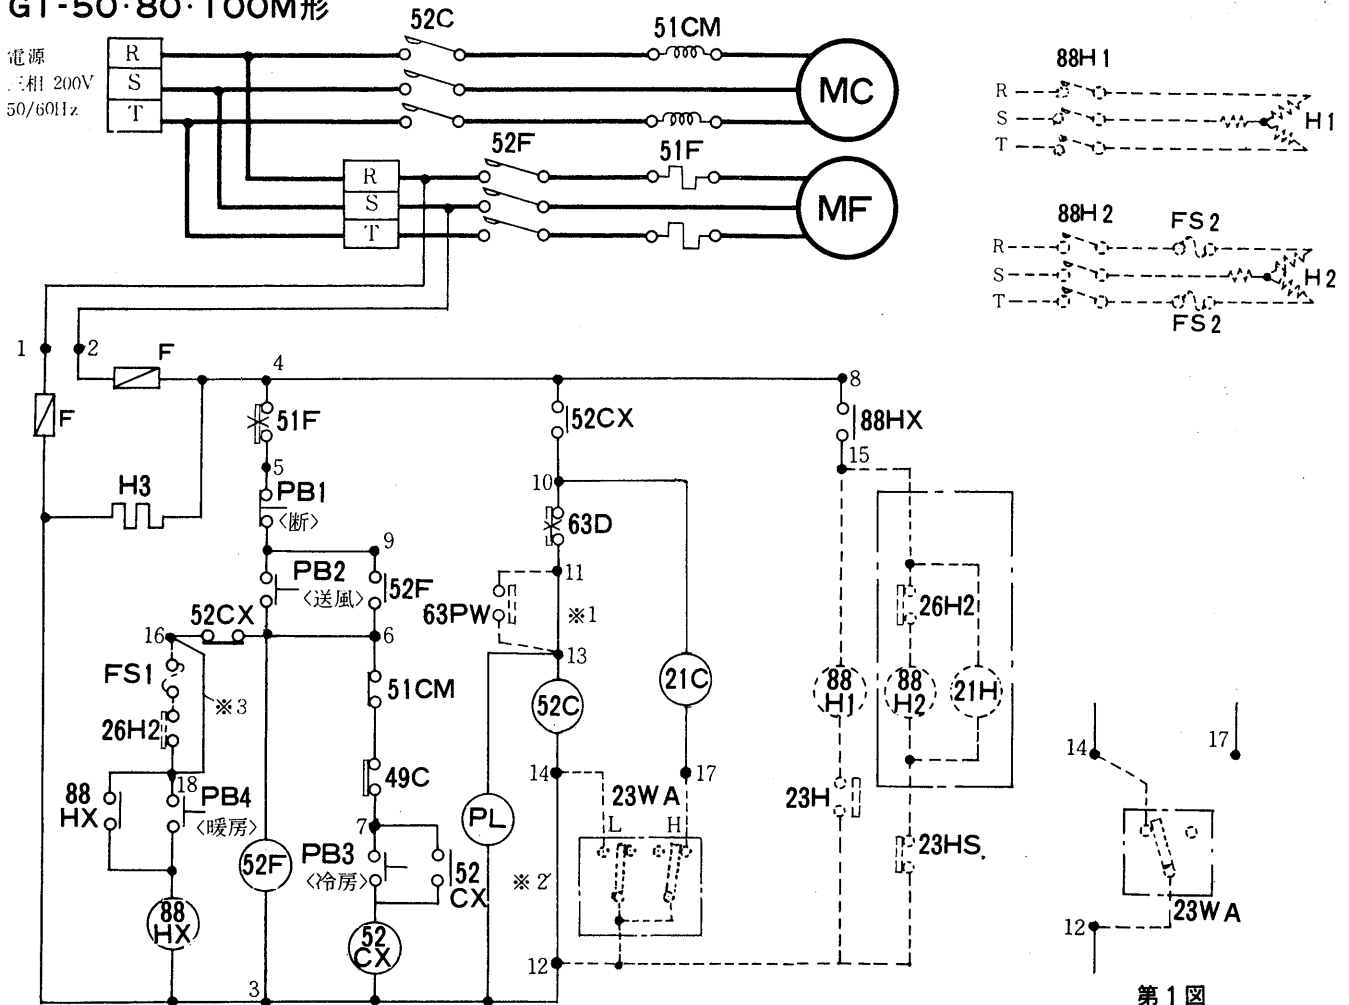 GT-50·80·100M形
電源
三相 200V
50/60Hz
R
S
T
52C
51CM
MC
R
S
T
52F
51F
MF
88H1
R
S
T
H1
88H2
FS2
R
S
T
H2
FS2
1
2
F
F
H3
4
51F
5
PB1
〈断〉
9
PB2
〈送風〉
52F
52CX
16
6
FS1
※3
26H2
51CM
49C
18
88
HX
PB4
〈暖房〉
7
PB3
〈冷房〉
52
CX
52F
88
HX
52
CX
3
52CX
10
63D
11
63PW
※1
13
21C
52C
14
17
23WA
L
H
PL
※2
12
8
88HX
15
26H2
88
H1
88
H2
21H
23H
23HS.
14
17
23WA
12
第1図